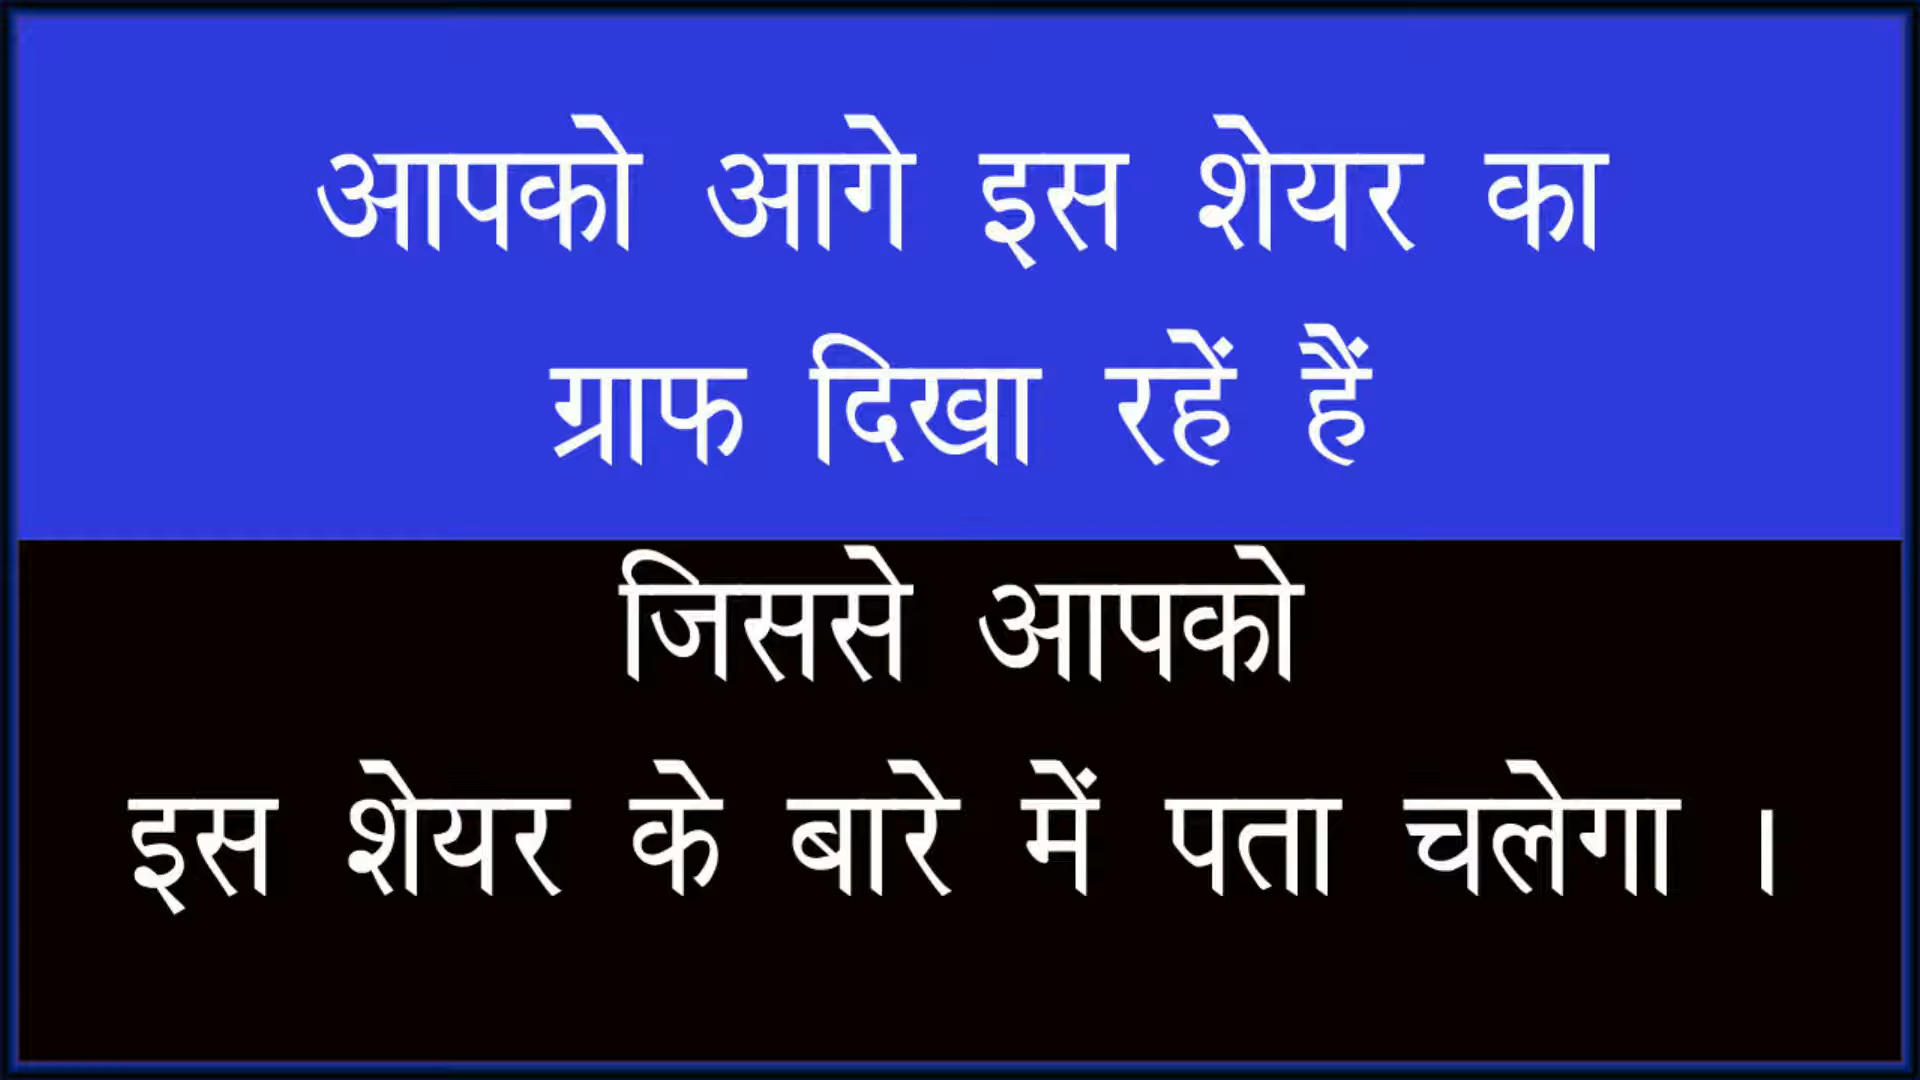 आपको आगे इस शेयर का
ग्राफ दिखा रहें हैं
जिससे आपको
इस शेयर के बारे में पता चलेगा ।